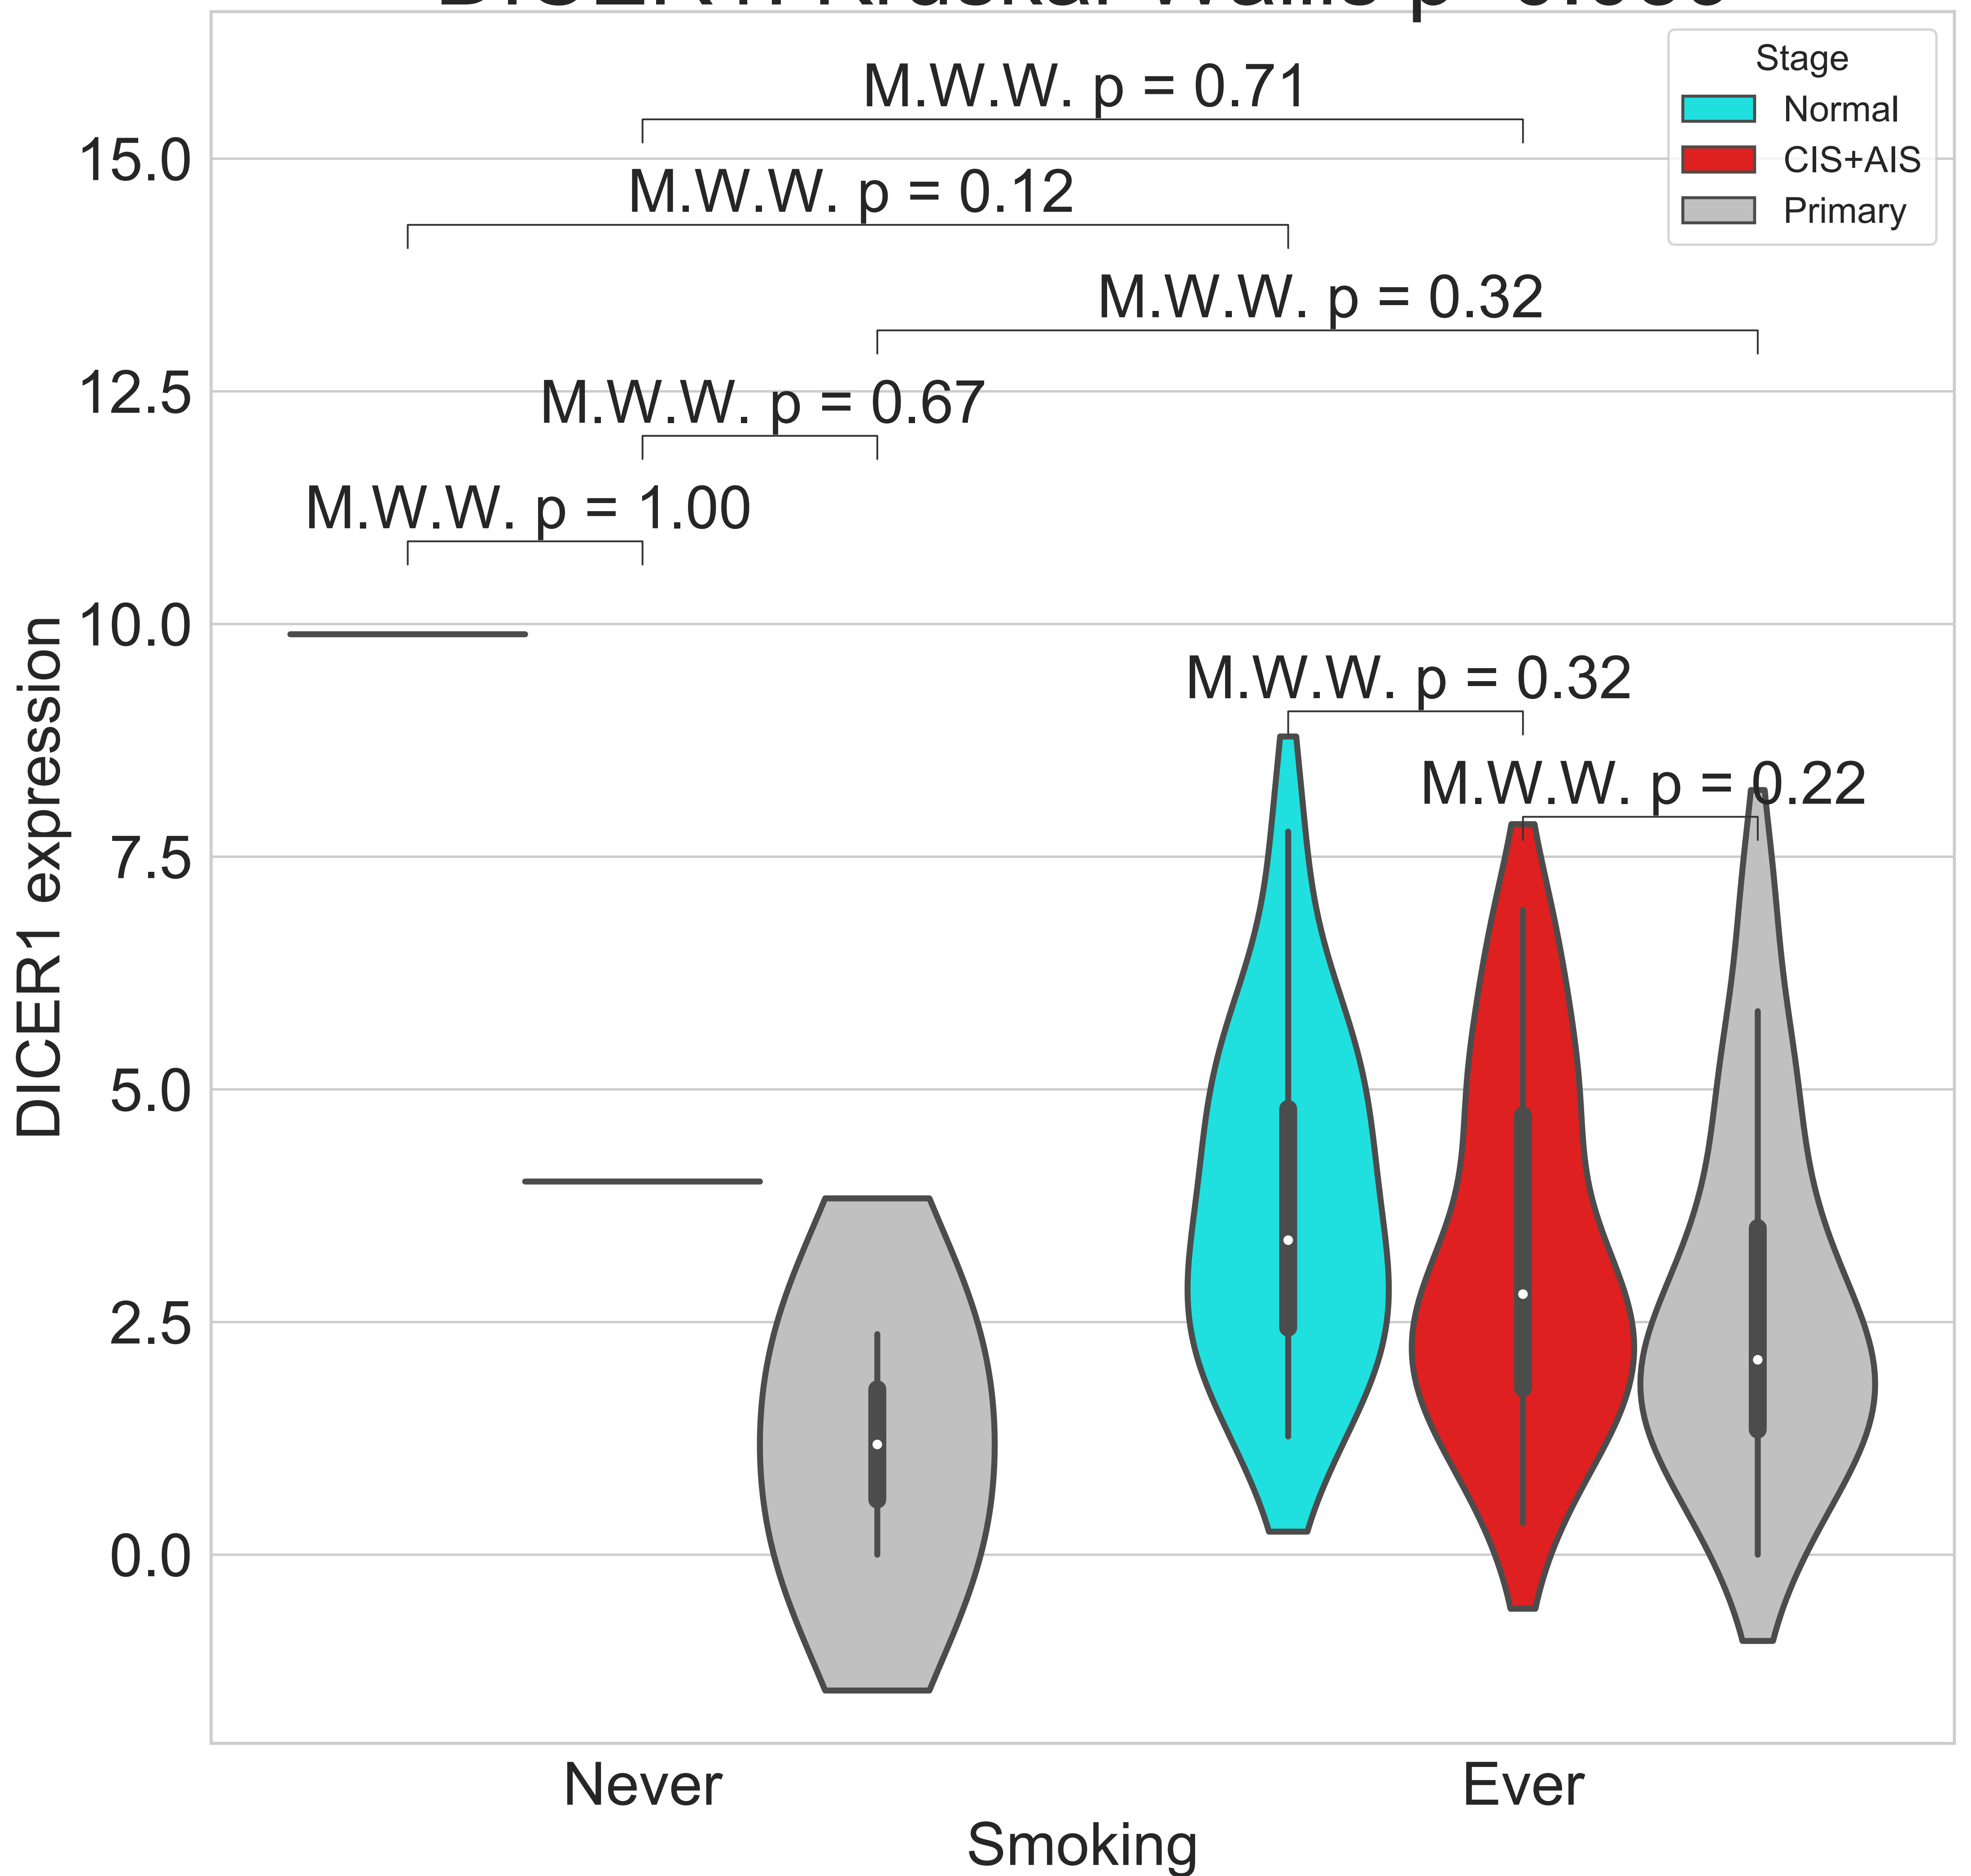 M.W.W. p = 0.71
M.W.W. p = 0.12
M.W.W. p = 0.32
M.W.W. p = 0.67
M.W.W. p = 1.00
M.W.W. p = 0.32
M.W.W. p = 0.22
Stage
Normal
CIS+AIS
Primary
DICER1 expression
15.0
12.5
10.0
7.5
5.0
2.5
0.0
Never
Ever
Smoking